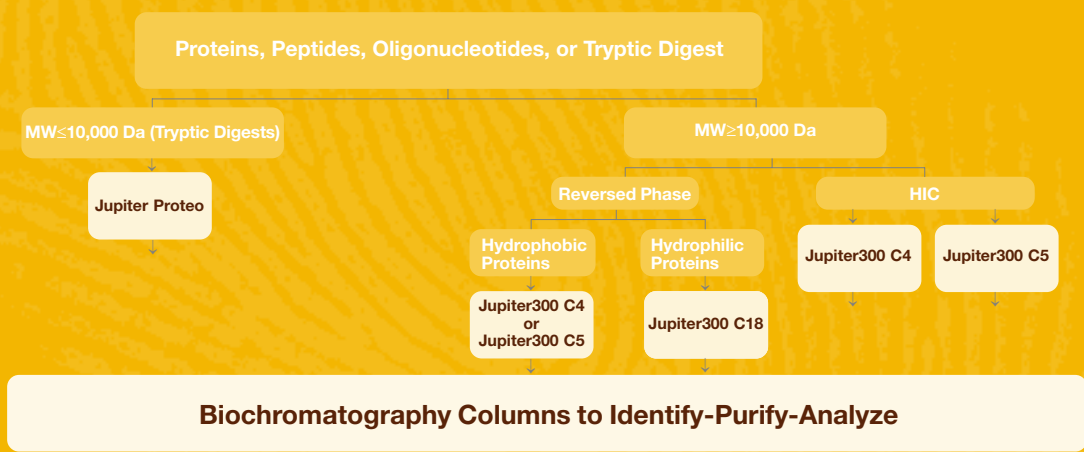 Proteins, Peptides, Oligonucleotides, or Tryptic Digest
MW≤10,000 Da (Tryptic Digests)
MW≥10,000 Da
Jupiter Proteo
Reversed Phase
HIC
Hydrophobic
Proteins
Hydrophilic
Proteins
Jupiter300 C4
Jupiter300 C5
Jupiter300 C4
or
Jupiter300 C5
Jupiter300 C18
Biochromatography Columns to Identify-Purify-Analyze